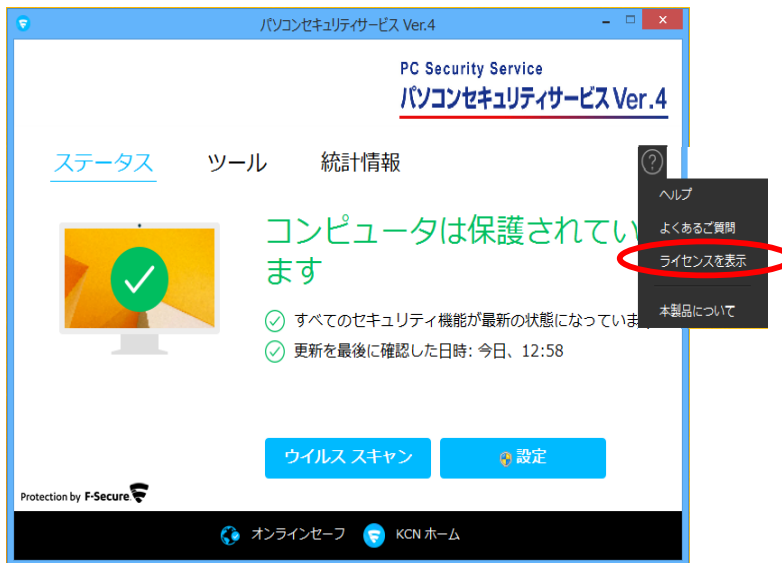 パソコンセキュリティサービス Ver.4
PC Security Service
パソコンセキュリティサービス Ver.4
ステータス ツール 統計情報
ヘルプ
よくあるご質問
ライセンスを表示
本製品について
コンピュータは保護されてい
ます
すべてのセキュリティ機能が最新の状態になっています
更新を最後に確認した日時: 今日、12:58
ウイルス スキャン 設定
Protection by F-Secure
オンラインセーフ KCN ホーム